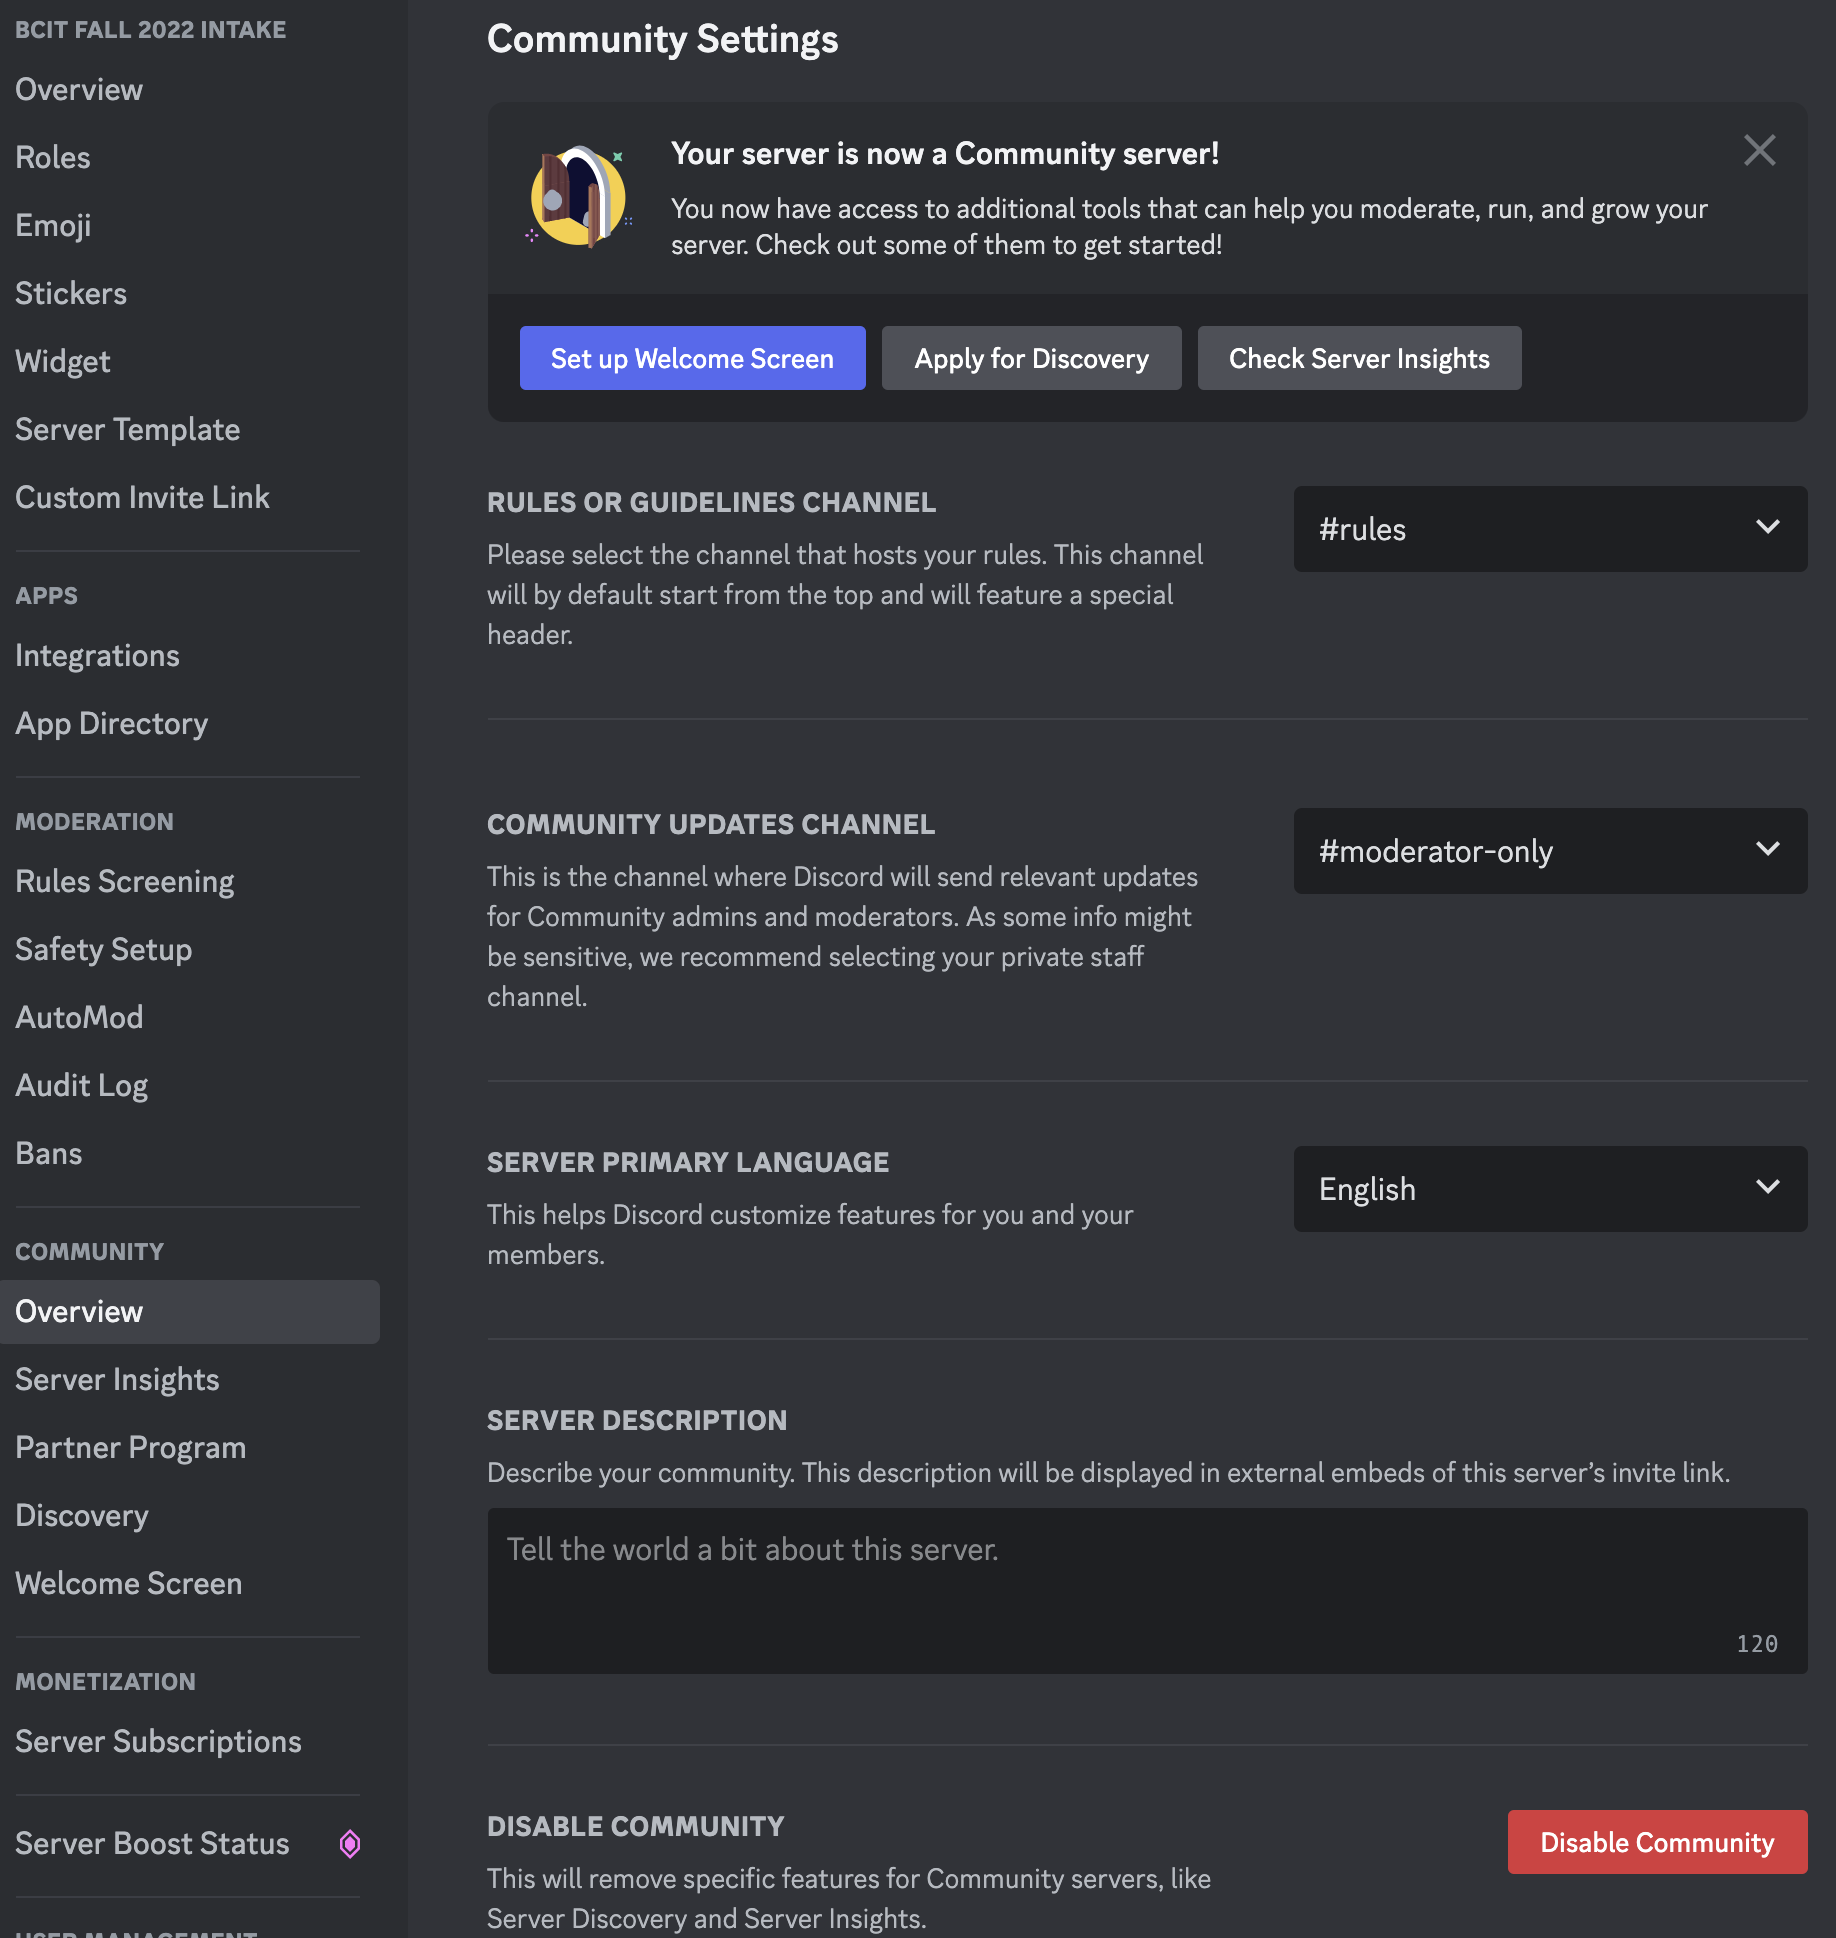 BCIT FALL 2022 INTAKE
Overview
Roles
Emoji
Stickers
Widget
Server Template
Custom Invite Link
APPS
Integrations
App Directory
MODERATION
Rules Screening
Safety Setup
AutoMod
Audit Log
Bans
COMMUNITY
Overview
Server Insights
Partner Program
Discovery
Welcome Screen
MONETIZATION
Server Subscriptions
Server Boost Status
USER MANAGEMENT
Community Settings
Your server is now a Community server!
You now have access to additional tools that can help you moderate, run, and grow your
server. Check out some of them to get started!
Set up Welcome Screen
Apply for Discovery
Check Server Insights
RULES OR GUIDELINES CHANNEL
#rules
Please select the channel that hosts your rules. This channel
will by default start from the top and will feature a special
header.
COMMUNITY UPDATES CHANNEL
#moderator-only
This is the channel where Discord will send relevant updates
for Community admins and moderators. As some info might
be sensitive, we recommend selecting your private staff
channel.
SERVER PRIMARY LANGUAGE
English
This helps Discord customize features for you and your
members.
SERVER DESCRIPTION
Describe your community. This description will be displayed in external embeds of this server’s invite link.
Tell the world a bit about this server.
120
DISABLE COMMUNITY
Disable Community
This will remove specific features for Community servers, like
Server Discovery and Server Insights.